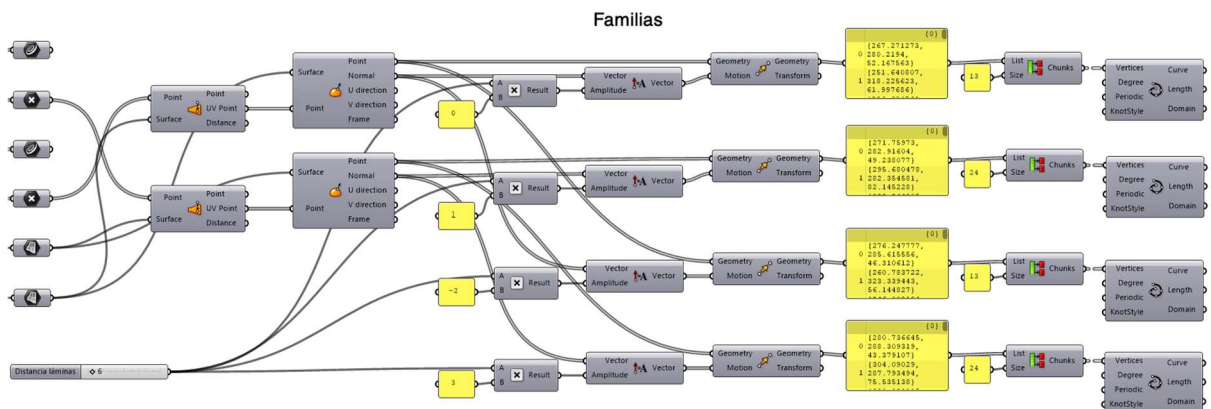 Familias
Point
Surface
Point
UV Point
Distance
Surface
Point
Point
Normal
U direction
V direction
Frame
0
A
B
Result
Vector
Amplitude
Vector
Geometry
Motion
Geometry
Transform
{0}
0 {267.271273,
280.2194,
52.167563}
1 {251.640807,
318.225623,
61.997686}
13
List
Size
Chunks
Vertices
Degree
Periodic
KnotStyle
Curve
Length
Domain
Point
Surface
Point
UV Point
Distance
Surface
Point
Point
Normal
U direction
V direction
Frame
1
A
B
Result
Vector
Amplitude
Vector
Geometry
Motion
Geometry
Transform
{0}
0 {271.75973,
282.91604,
49.238077}
1 {295.680478,
282.354581,
82.145228}
24
List
Size
Chunks
Vertices
Degree
Periodic
KnotStyle
Curve
Length
Domain
-2
A
B
Result
Vector
Amplitude
Vector
Geometry
Motion
Geometry
Transform
{0}
0 {276.247777,
285.615556,
46.310612}
1 {260.783722,
323.339443,
56.144827}
13
List
Size
Chunks
Vertices
Degree
Periodic
KnotStyle
Curve
Length
Domain
Distancia láminas
6
3
A
B
Result
Vector
Amplitude
Vector
Geometry
Motion
Geometry
Transform
{0}
0 {280.736645,
288.309319,
43.379107}
1 {304.09029,
287.793494,
75.535138}
24
List
Size
Chunks
Vertices
Degree
Periodic
KnotStyle
Curve
Length
Domain